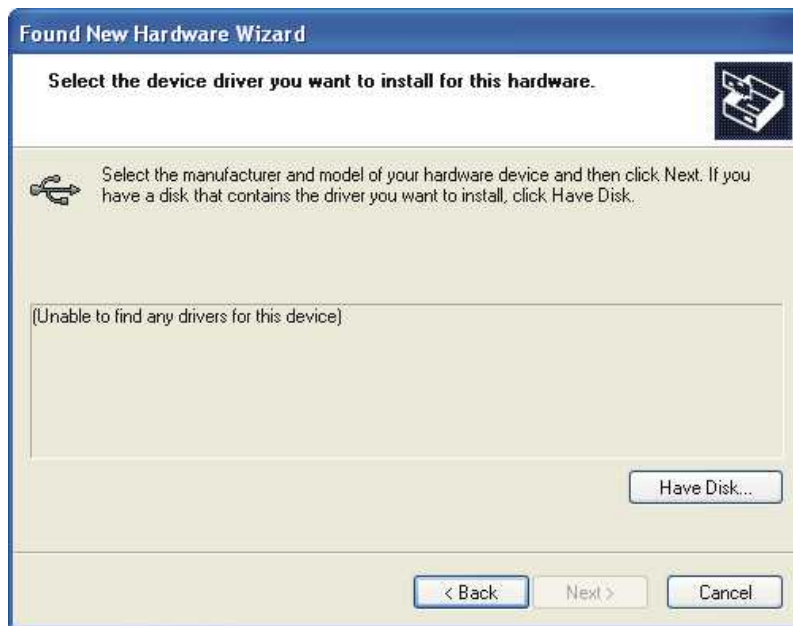 Found New Hardware Wizard
Select the device driver you want to install for this hardware.
Select the manufacturer and model of your hardware device and then click Next. If you
have a disk that contains the driver you want to install, click Have Disk.
(Unable to find any drivers for this device)
Have Disk...
< Back Next > Cancel